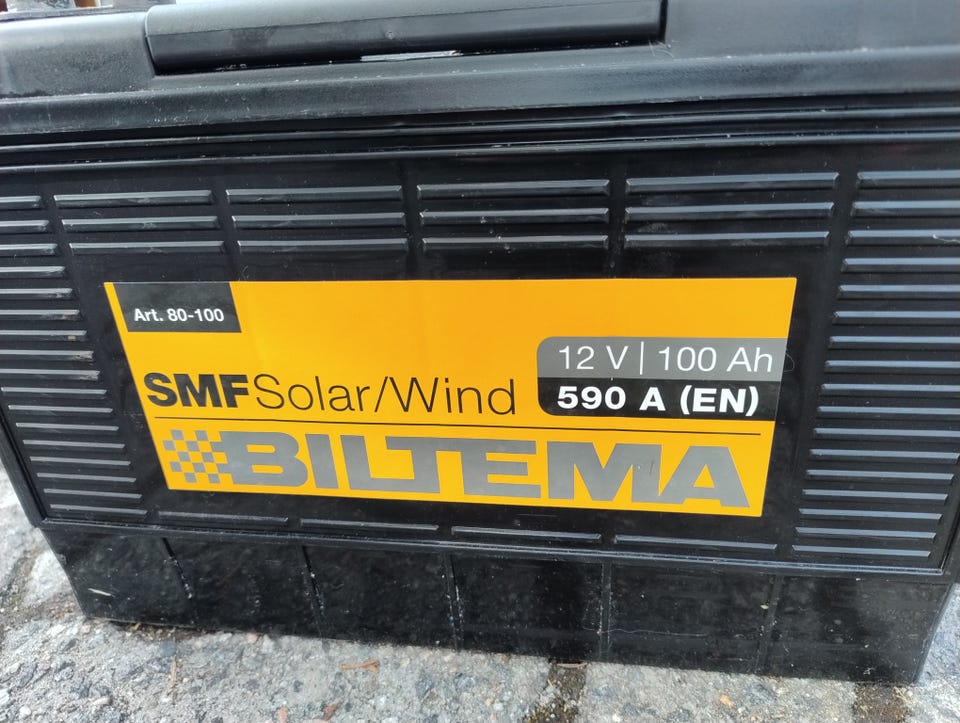 Art. 80-100
12 V | 100 Ah
SMF Solar/Wind
590 A (EN)
BILTEMA